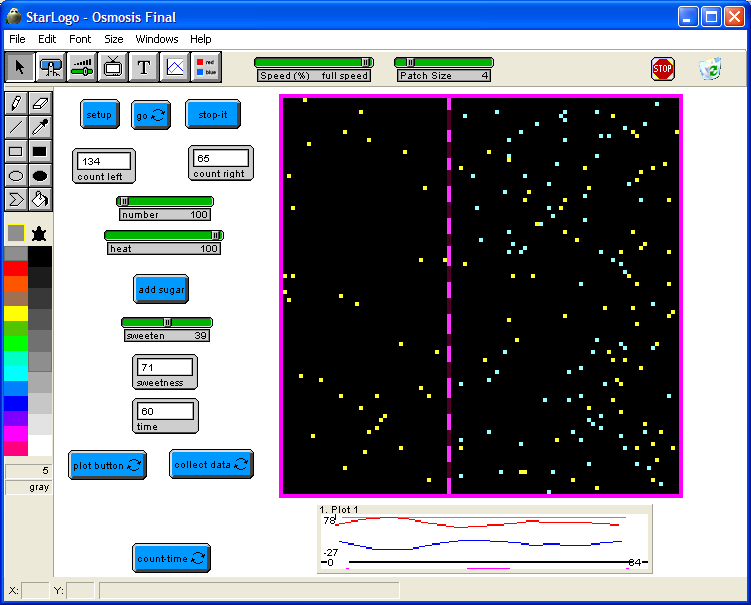 StarLogo - Osmosis Final
File Edit Font Size Windows Help
T
red
blue
Speed (%) full speed
Patch Size 4
STOP
setup
go
stop-it
134
count left
65
count right
number 100
heat 100
add sugar
sweeten 39
71
sweetness
60
time
plot button
collect data
count-time
5
gray
1. Plot 1
78
-27
0
84
X:
Y: